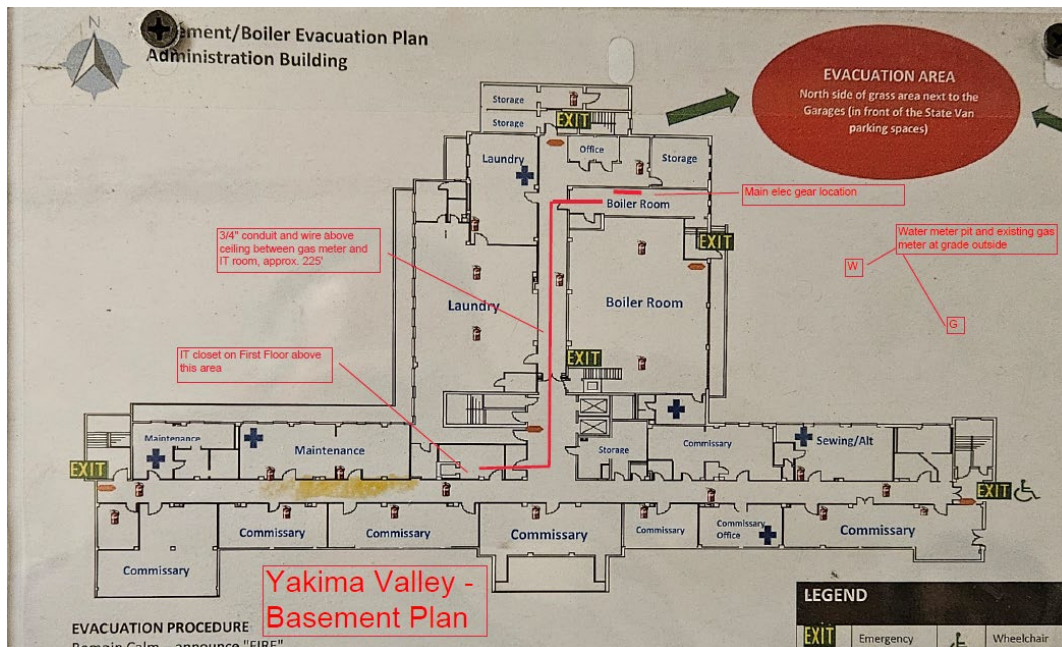 N
ement/Boiler Evacuation Plan
Administration Building
EVACUATION AREA
North side of grass area next to the
Garages (in front of the State Van
parking spaces)
Storage
Storage
EXIT
Office
Laundry
Storage
Main elec gear location
Boiler Room
3/4" conduit and wire above
ceiling between gas meter and
IT room, approx. 225'
EXIT
Water meter pit and existing gas
meter at grade outside
W
Laundry
Boiler Room
G
IT closet on First Floor above
this area
EXIT
Maintenance
Maintenance
Storage
Commissary
Sewing/Alt
EXIT
EXIT
Commissary
Commissary
Commissary
Commissary
Commissary
Office
Commissary
Commissary
Yakima Valley -
Basement Plan
LEGEND
EVACUATION PROCEDURE
Remain Calm – announce "FIRE"
EXIT
Emergency
Wheelchair